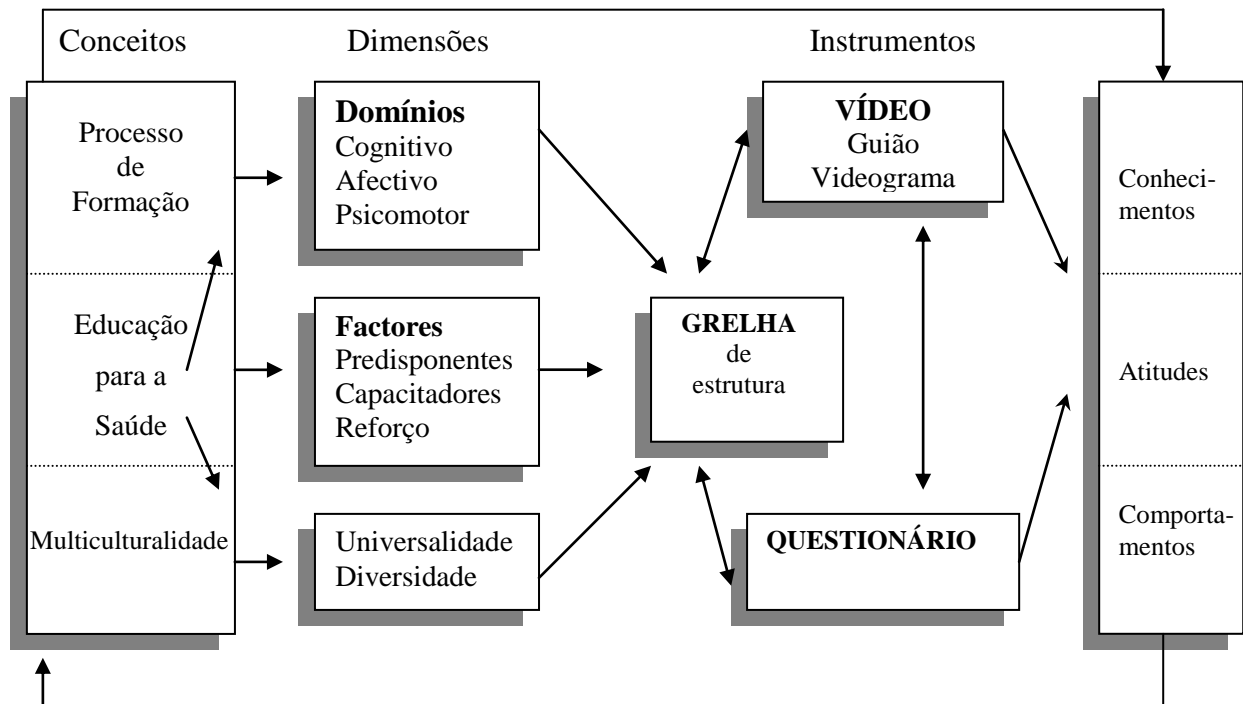 Conceitos
Dimensões
Instrumentos
Processo
de
Formação
Educação
para a
Saúde
Multiculturalidade
Domínios
Cognitivo
Afectivo
Psicomotor
Factores
Predisponentes
Capacitadores
Reforço
Universalidade
Diversidade
GRELHA
de
estrutura
VÍDEO
Guião
Videograma
QUESTIONÁRIO
Conheci-
mentos
Atitudes
Comporta-
mentos